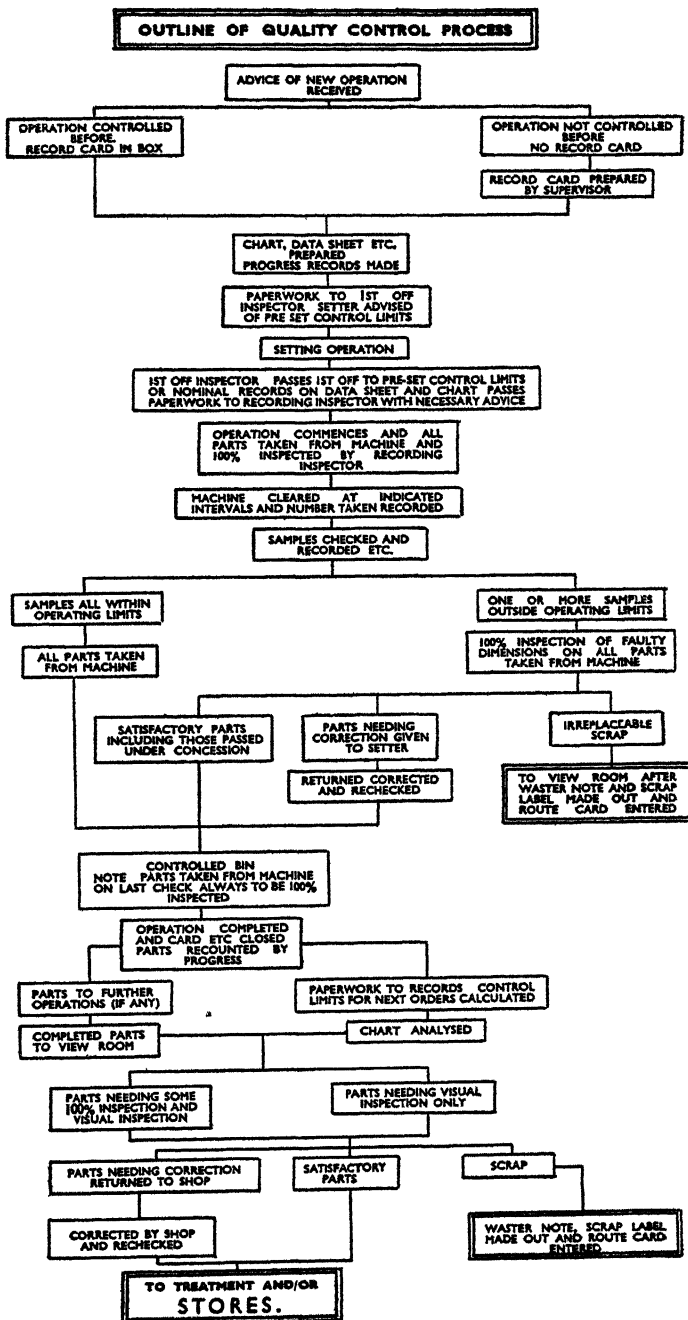 OUTLINE OF QUALITY CONTROL PROCESS
ADVICE OF NEW OPERATION
RECEIVED
OPERATION CONTROLLED
BEFORE.
RECORD CARD IN BOX
OPERATION NOT CONTROLLED
BEFORE
NO RECORD CARD
RECORD CARD PREPARED
BY SUPERVISOR
CHART, DATA SHEET ETC,
PREPARED
PROGRESS RECORDS MADE
PAPERWORK TO 1ST OFF
INSPECTOR SETTER ADVISED
OF PRE SET CONTROL LIMITS
SETTING OPERATION
1ST OFF INSPECTOR PASSES 1ST OFF TO PRE-SET CONTROL LIMITS
OR NOMINAL RECORDS ON DATA SHEET AND CHART PASSES
PAPERWORK TO RECORDING INSPECTOR WITH NECESSARY ADVICE
OPERATION COMMENCES AND ALL
PARTS TAKEN FROM MACHINE AND
100% INSPECTED BY RECORDING
INSPECTOR
MACHINE CLEARED AT INDICATED
INTERVALS AND NUMBER TAKEN RECORDED
SAMPLES CHECKED AND
RECORDED ETC.
SAMPLES ALL WITHIN
OPERATING LIMITS
ONE OR MORE SAMPLES
OUTSIDE OPERATING LIMITS
ALL PARTS TAKEN
FROM MACHINE
100% INSPECTION OF FAULTY
DIMENSIONS ON ALL PARTS
TAKEN FROM MACHINE
SATISFACTORY PARTS
INCLUDING THOSE PASSED
UNDER CONCESSION
PARTS NEEDING
CORRECTION GIVEN
TO SETTER
IRREPLACEABLE
SCRAP
RETURNED CORRECTED
AND RECHECKED
TO VIEW ROOM AFTER
WASTER NOTE AND SCRAP
LABEL MADE OUT AND
ROUTE CARD ENTERED
CONTROLLED BIN
NOTE PARTS TAKEN FROM MACHINE
ON LAST CHECK ALWAYS TO BE 100%
INSPECTED
OPERATION COMPLETED
AND CARD ETC CLOSED
PARTS RECOUNTED BY
PROGRESS
PARTS TO FURTHER
OPERATIONS (IF ANY)
PAPERWORK TO RECORDS CONTROL
LIMITS FOR NEXT ORDERS CALCULATED
COMPLETED PARTS
TO VIEW ROOM
CHART ANALYSED
PARTS NEEDING SOME
100% INSPECTION AND
VISUAL INSPECTION
PARTS NEEDING VISUAL
INSPECTION ONLY
PARTS NEEDING CORRECTION
RETURNED TO SHOP
SATISFACTORY
PARTS
SCRAP
CORRECTED BY SHOP
AND RECHECKED
WASTER NOTE, SCRAP LABEL
MADE OUT AND ROUTE CARD
ENTERED
TO TREATMENT AND/OR
STORES.